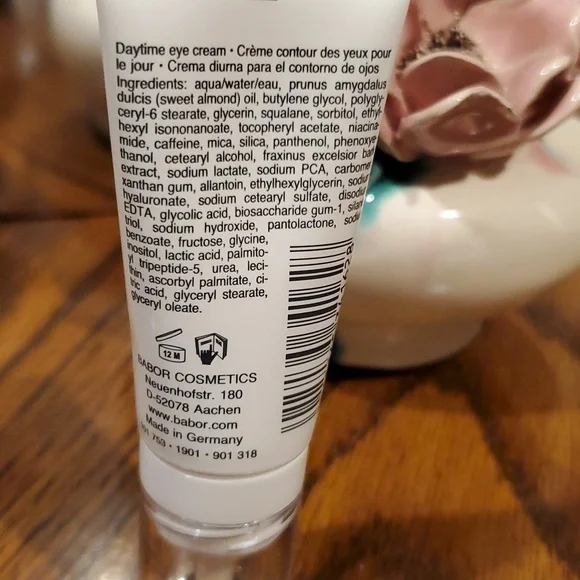 Daytime eye cream • Crème contour des yeux pour
le jour • Crema diurna para el contorno de ojos
Ingredients: aqua/water/eau, prunus amygdalus
dulcis (sweet almond) oil, butylene glycol, polygly-
ceryl-6 stearate, glycerin, squalane, sorbitol, ethyl-
hexyl isononanoate, tocopheryl acetate, niacina-
mide, caffeine, mica, silica, panthenol, phenoxye-
thanol, cetearyl alcohol, fraxinus excelsior bark
extract, sodium lactate, sodium PCA, carbomer,
xanthan gum, allantoin, ethylhexylglycerin, sodium
hyaluronate, sodium cetearyl sulfate, disodium
EDTA, glycolic acid, biosaccharide gum-1, silan-
triol, sodium hydroxide, pantolactone, sodium
benzoate, fructose, glycine,
inositol, lactic acid, palmito-
yl tripeptide-5, urea, leci-
thin, ascorbyl palmitate, ci-
tric acid, glyceryl stearate,
glyceryl oleate.
12 M
BABOR COSMETICS
Neuenhofstr. 180
D-52078 Aachen
www.babor.com
Made in Germany
753 • 1901 • 901 318